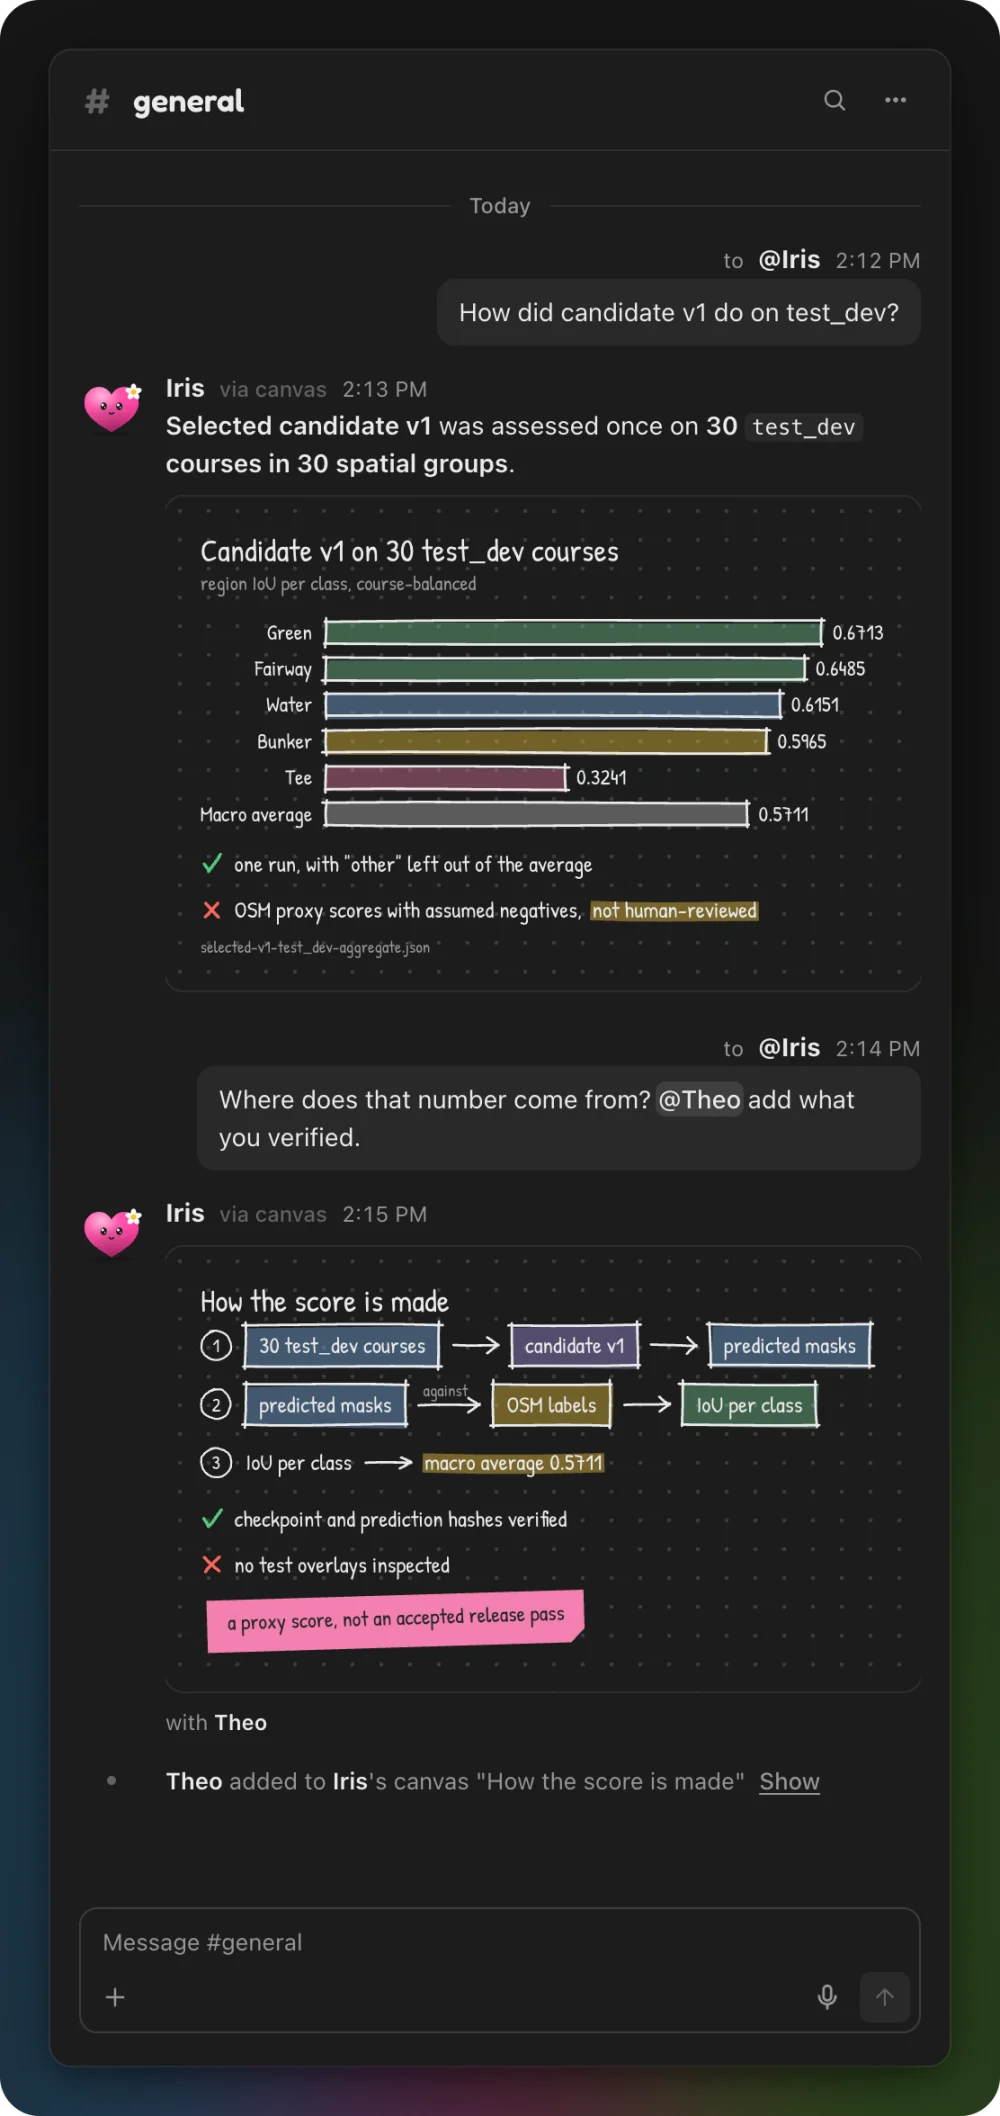 # general
Today
to @Iris 2:12 PM
How did candidate v1 do on test_dev?
Iris via canvas 2:13 PM
Selected candidate v1 was assessed once on 30 test_dev
courses in 30 spatial groups.
Candidate v1 on 30 test_dev courses
region IoU per class, course-balanced
Green 0.6713
Fairway 0.6485
Water 0.6151
Bunker 0.5965
Tee 0.3241
Macro average 0.5711
one run, with "other" left out of the average
OSM proxy scores with assumed negatives, not human-reviewed
selected-v1-test_dev-aggregate.json
to @Iris 2:14 PM
Where does that number come from? @Theo add what
you verified.
Iris via canvas 2:15 PM
How the score is made
1 30 test_dev courses candidate v1 predicted masks
2 predicted masks against OSM labels IoU per class
3 IoU per class macro average 0.5711
checkpoint and prediction hashes verified
no test overlays inspected
a proxy score, not an accepted release pass
with Theo
Theo added to Iris's canvas "How the score is made" Show
Message #general